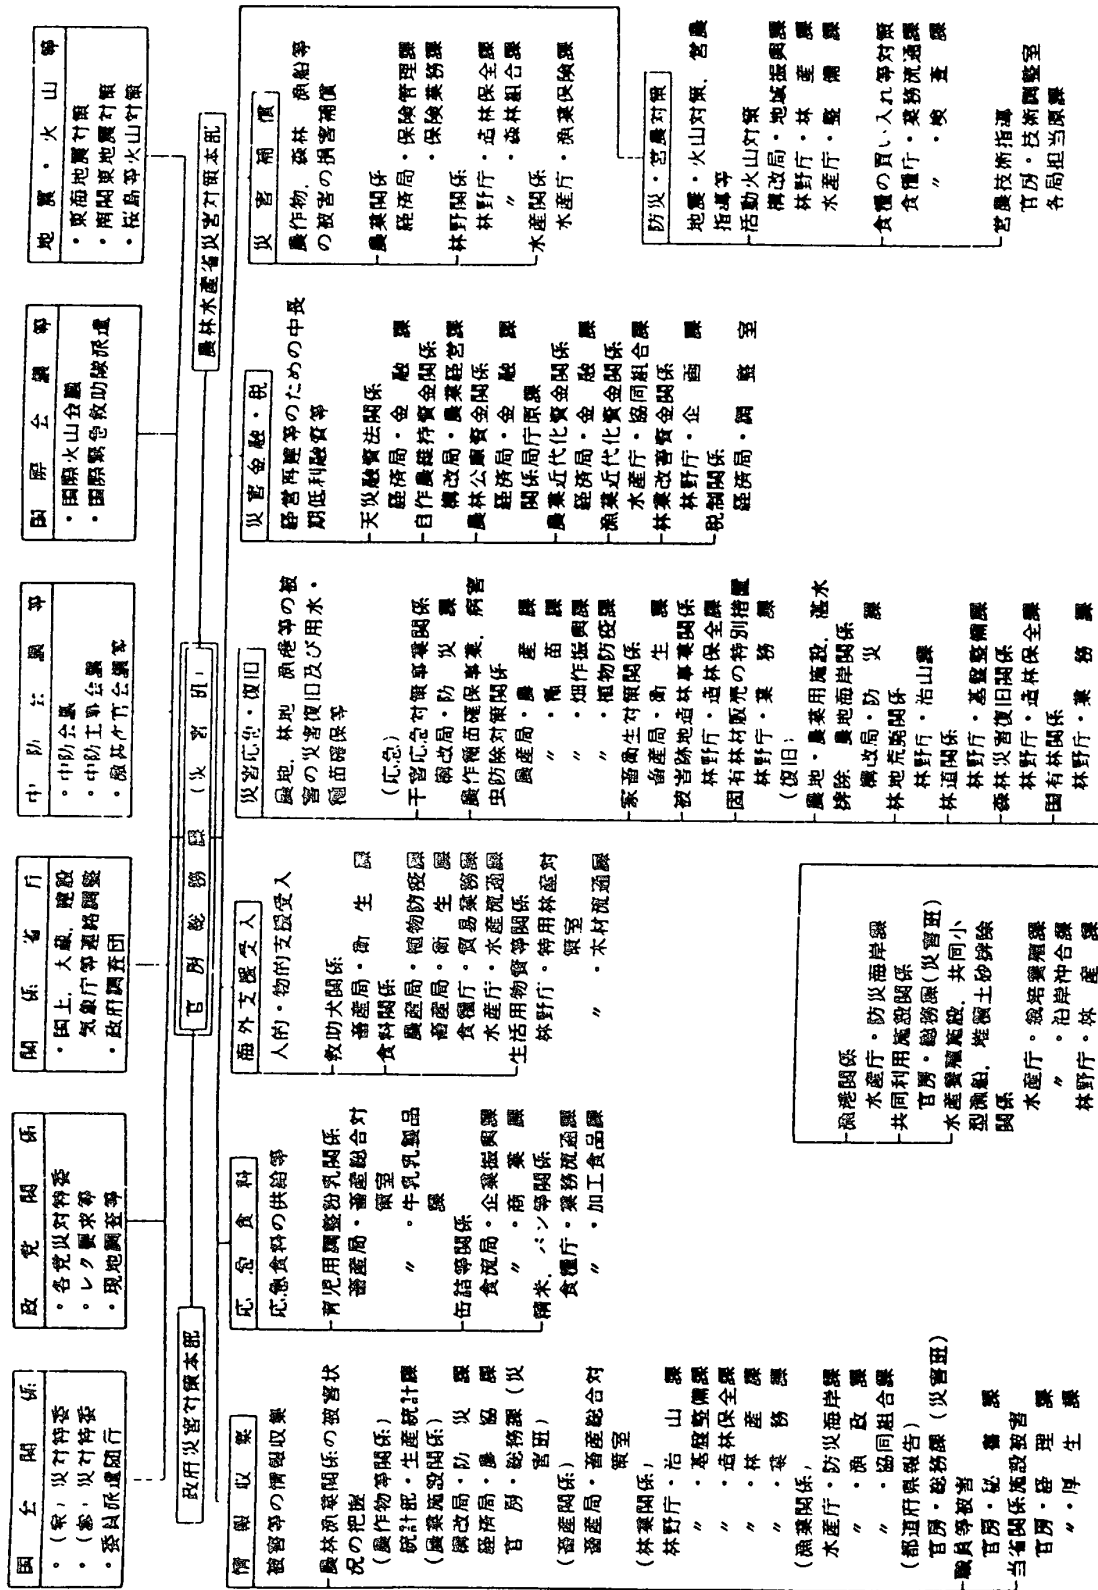 国会関係
・(衆)災対特委
・(参)災対特委
・委員派遣随行
政党関係
・各党災対特委
・レク要求等
・現地調査等
関係省庁
・国土、大蔵、建設
気象庁等連絡調整
・政府調査団
中防会議等
・中防会議
・中防主事会議
国際会議等
・国際火山会議
・国際緊急救助隊派遣
地震・火山等
・東海地震対策
・南関東地震対策
・桜島等火山対策
政府災害対策本部
官房総務課(災害班)
農林水産省災害対策本部
情報収集
被害等の情報収集
農林漁業関係の被害状
況の把握
(農作物等関係)
統計部・生産統計課
(農業施設関係)
構改局・防災課
経済局・農協課
官房・総務課(災
害班)
(畜産関係)
畜産局・畜産総合対
策室
(林業関係)
林野庁・治山課
〃・基盤整備課
〃・造林保全課
〃・林産課
〃・業務課
(漁業関係)
水産庁・防災海岸課
〃・漁政課
〃・協同組合課
(都道府県報告)
官房・総務課(災害班)
職員等被害
官房・秘書課
当省関係施設被害
官房・経理課
〃・厚生課
応急食料
応急食料の供給等
育児用調整粉乳関係
畜産局・畜産総合対
策室
〃・牛乳乳製品
課
缶詰等関係
食流局・企業振興課
〃・商業課
精米、パン等関係
食糧庁・業務流通課
〃・加工食品課
海外支援受入
人的・物的支援受入
救助犬関係
畜産局・衛生課
食料関係
農産局・植物防疫課
畜産局・衛生課
食糧庁・貿易業務課
水産庁・水産流通課
生活用物資等関係
林野庁・特用林産対
策室
〃・木材流通課
災害応急・復旧
農地、林地、漁港等の被
害の災害復旧及び用水・
種苗確保等
(応急)
干害応急対策事業関係
構改局・防災課
農作種苗確保事業、病害
虫防除対策関係
農産局・農産課
〃・種苗課
〃・畑作振興課
〃・植物防疫課
家畜衛生対策関係
畜産局・衛生課
被害跡地造林事業関係
林野庁・造林保全課
国有林材販売の特別措置
林野庁・業務課
(復旧)
農地・農業用施設、湛水
排除、農地海岸関係
構改局・防災課
林地荒廃関係
林野庁・治山課
林道関係
林野庁・基盤整備課
森林災害復旧関係
林野庁・造林保全課
国有林関係
林野庁・業務課
漁港関係
水産庁・防災海岸課
共同利用施設関係
官房・総務課(災害班)
水産養殖施設、共同小
型漁船、堆積土砂排除
関係
水産庁・栽培養殖課
〃・沿岸沖合課
林野庁・林産課
災害金融・税
経営再建等のための中長
期低利融資等
天災融資法関係
経済局・金融課
自作農維持資金関係
構改局・農業経営課
農林公庫資金関係
経済局・金融課
関係局庁原課
農業近代化資金関係
経済局・金融課
漁業近代化資金関係
水産庁・協同組合課
林業改善資金関係
林野庁・企画課
税制関係
経済局・調整室
災害補償
農作物、森林、漁船等
の被害の損害補償
農業関係
経済局・保険管理課
・保険業務課
林野関係
林野庁・造林保全課
〃・森林組合課
水産関係
水産庁・漁業保険課
防災・営農対策
地震・火山対策、営農
指導等
活動火山対策
構改局・地域振興課
林野庁・林産課
水産庁・整備課
食糧の買い入れ等対策
食糧庁・業務流通課
〃・検査課
営農技術指導
官房・技術調整室
各局担当原課